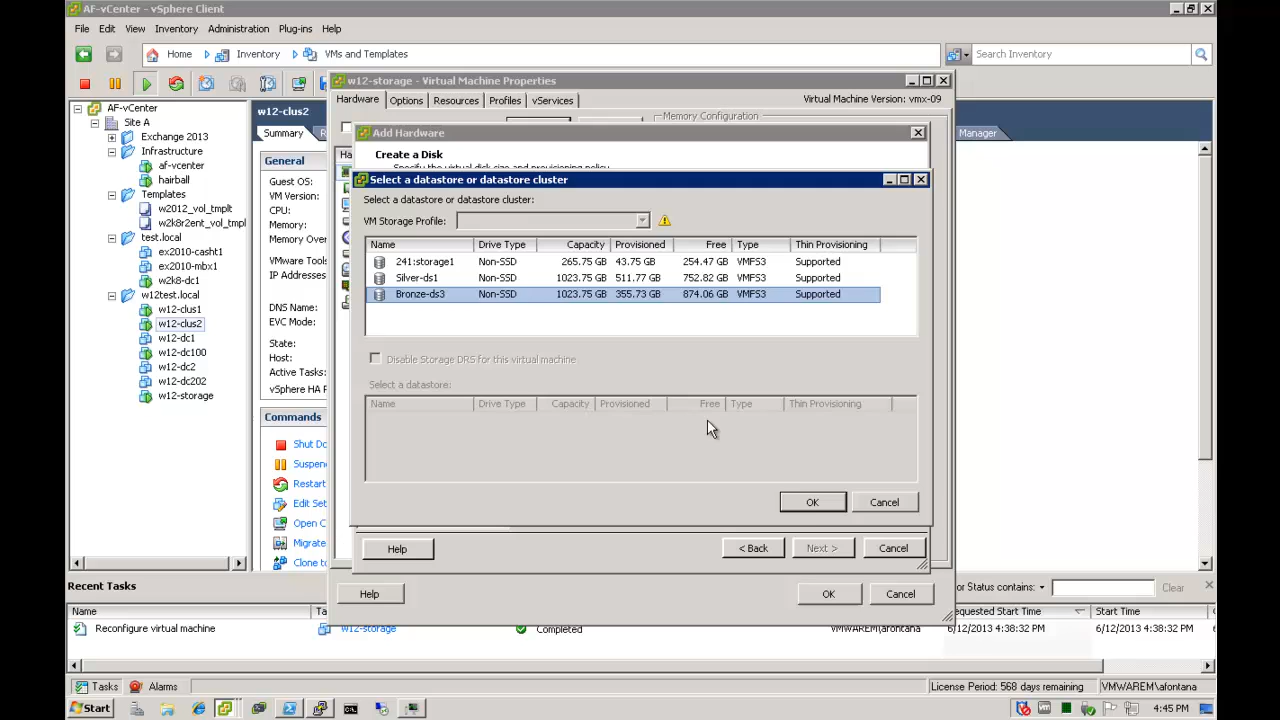 AF-vCenter - vSphere Client
File Edit View Inventory Administration Plug-ins Help
Home Inventory VMs and Templates Search Inventory
AF-vCenter
Site A
Exchange 2013
Infrastructure
af-vcenter
hairball
Templates
w2012_vol_tmplt
w2k8r2ent_vol_tmpl
test.local
ex2010-casht1
ex2010-mbx1
w2k8-dc1
w12test.local
w12-clus1
w12-clus2
w12-dc1
w12-dc100
w12-dc2
w12-dc202
w12-storage
w12-clus2
Summary
Manager
General
Guest OS:
VM Version:
CPU:
Memory:
Memory Over
VMware Tools
IP Addresses
DNS Name:
EVC Mode:
State:
Host:
Active Tasks:
vSphere HA P
Commands
Shut Do
Suspen
Restart
Edit Set
Open C
Migrate
Clone to
w12-storage - Virtual Machine Properties
Hardware Options Resources Profiles vServices Virtual Machine Version: vmx-09
Memory Configuration
Add Hardware
Create a Disk
Specify the virtual disk size and provisioning policy
Select a datastore or datastore cluster
Select a datastore or datastore cluster:
VM Storage Profile:
Name Drive Type Capacity Provisioned Free Type Thin Provisioning
241:storage1 Non-SSD 265.75 GB 43.75 GB 254.47 GB VMFS3 Supported
Silver-ds1 Non-SSD 1023.75 GB 511.77 GB 752.82 GB VMFS3 Supported
Bronze-ds3 Non-SSD 1023.75 GB 355.73 GB 874.06 GB VMFS3 Supported
Disable Storage DRS for this virtual machine
Select a datastore:
Name Drive Type Capacity Provisioned Free Type Thin Provisioning
OK Cancel
Help < Back Next > Cancel
Help OK Cancel
Recent Tasks
or Status contains: Clear
Name Ta equested Start Time Start Time
Reconfigure virtual machine w12-storage Completed VMWAREM\afontana 6/12/2013 4:38:32 PM 6/12/2013 4:38:32 PM
Tasks Alarms License Period: 568 days remaining VMWAREM\afontana
Start 4:45 PM